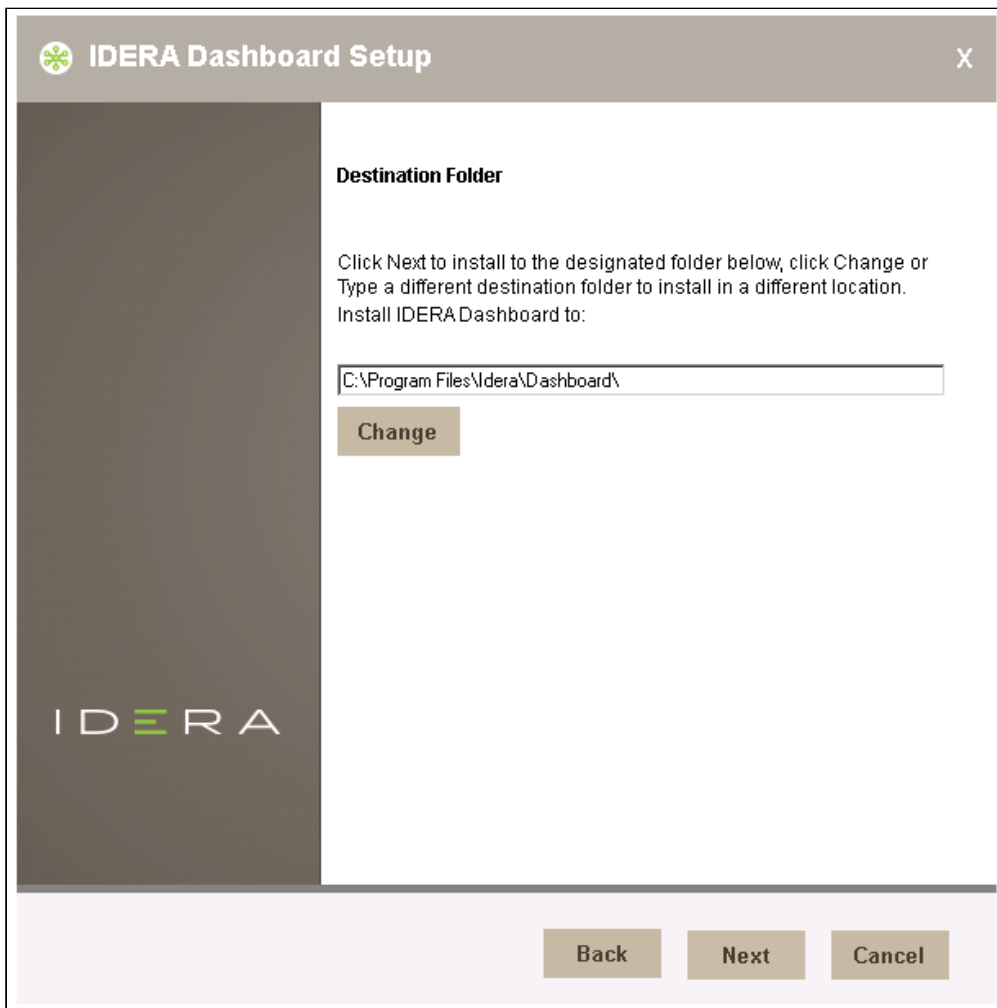 IDERA Dashboard Setup X
Destination Folder
Click Next to install to the designated folder below, click Change or
Type a different destination folder to install in a different location.
Install IDERA Dashboard to:
C:\Program Files\Idera\Dashboard\
Change
IDERA
Back Next Cancel